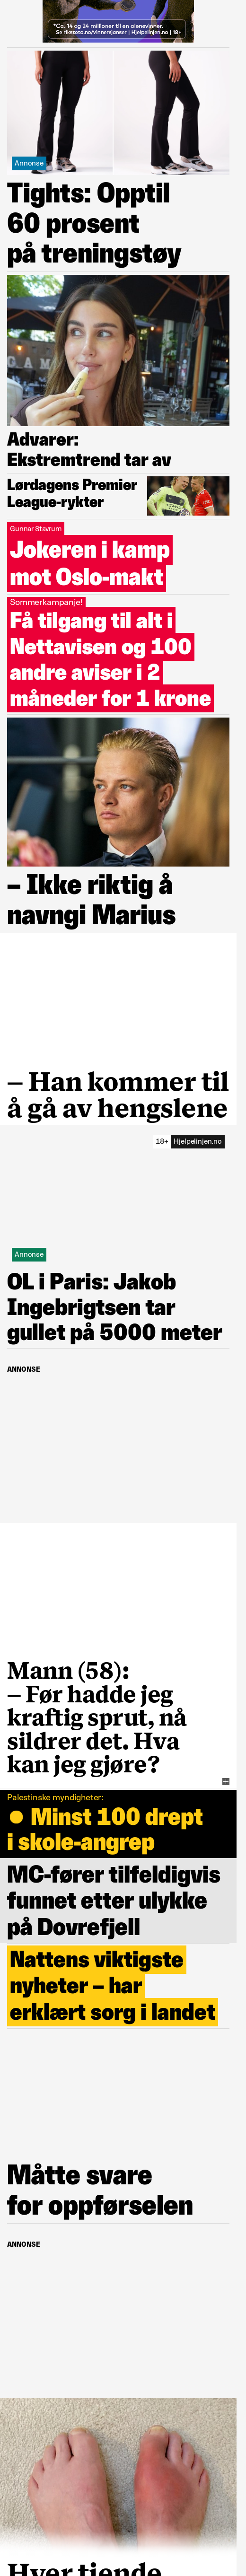 *Co. 14 og 24 millioner til en alenevinner.
Se rikstoto.no/vinnersjanser | Hjelpelinjen.no | 18+
Annonse
Tights: Opptil
60 prosent
på treningstøy
Advarer:
Ekstremtrend tar av
Lørdagens Premier
League-rykter
Gunnar Stavrum
Jokeren i kamp
mot Oslo-makt
Sommerkampanje!
Få tilgang til alt i
Nettavisen og 100
andre aviser i 2
måneder for 1 krone
– Ikke riktig å
navngi Marius
– Han kommer til
å gå av hengslene
18+ Hjelpelinjen.no
Annonse
OL i Paris: Jakob
Ingebrigtsen tar
gullet på 5000 meter
ANNONSE
Mann (58):
– Før hadde jeg
kraftig sprut, nå
sildrer det. Hva
kan jeg gjøre?
Palestinske myndigheter:
● Minst 100 drept
i skole-angrep
MC-fører tilfeldigvis
funnet etter ulykke
på Dovrefjell
Nattens viktigste
nyheter – har
erklært sorg i landet
Måtte svare
for oppførselen
ANNONSE
Hver tiende